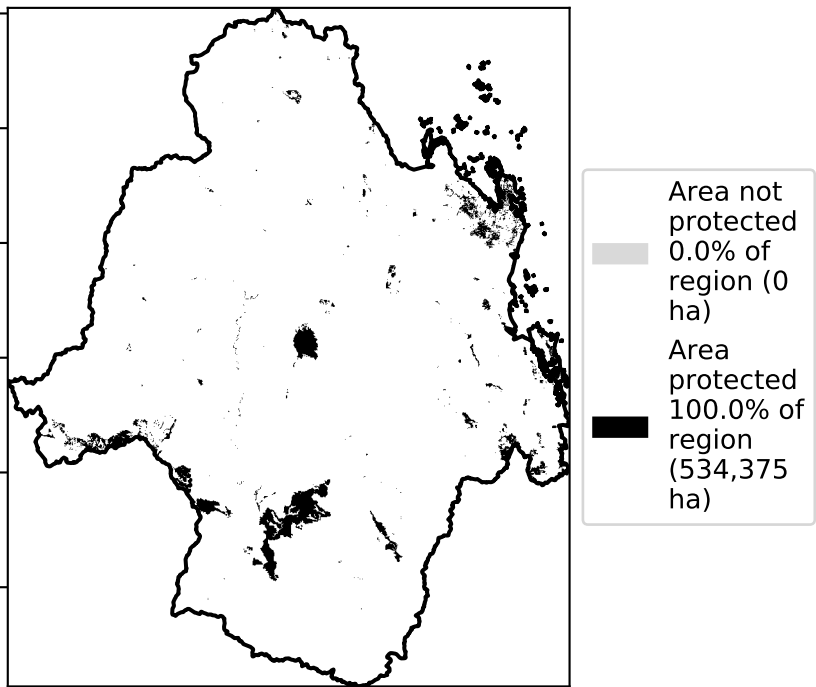 Area not
protected
0.0% of
region (0
ha)
Area
protected
100.0% of
region
(534,375
ha)